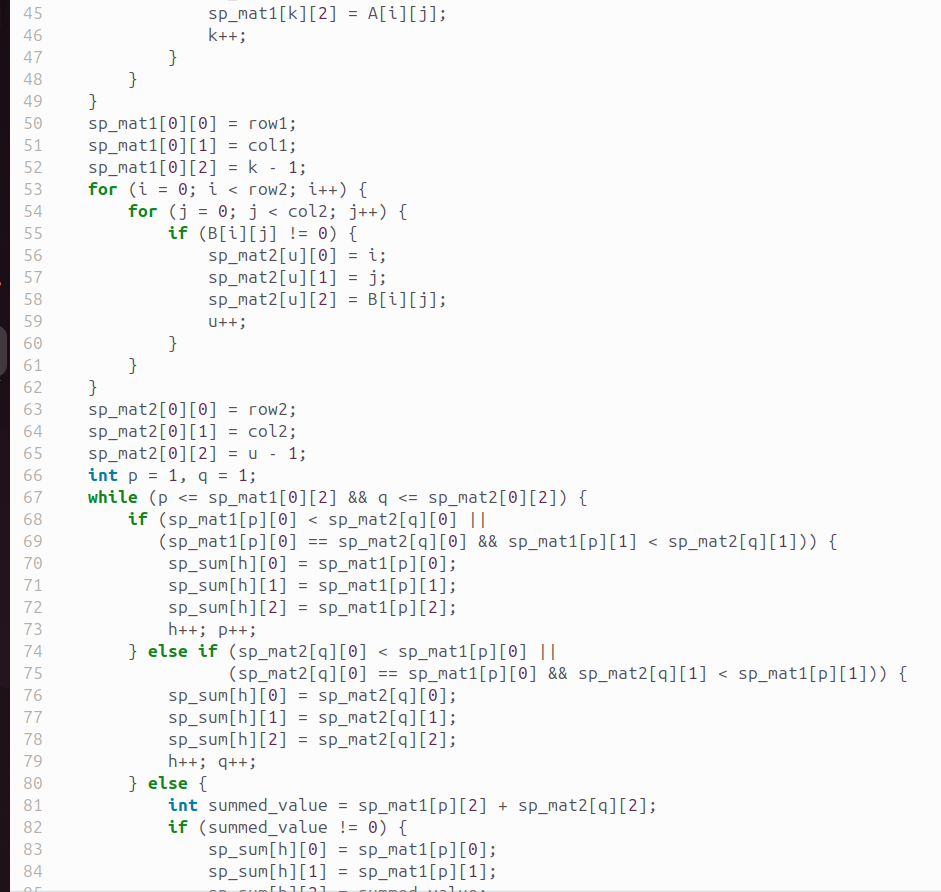 45                 sp_mat1[k][2] = A[i][j];
46                 k++;
47             }
48         }
49     }
50     sp_mat1[0][0] = row1;
51     sp_mat1[0][1] = col1;
52     sp_mat1[0][2] = k - 1;
53     for (i = 0; i < row2; i++) {
54         for (j = 0; j < col2; j++) {
55             if (B[i][j] != 0) {
56                 sp_mat2[u][0] = i;
57                 sp_mat2[u][1] = j;
58                 sp_mat2[u][2] = B[i][j];
59                 u++;
60             }
61         }
62     }
63     sp_mat2[0][0] = row2;
64     sp_mat2[0][1] = col2;
65     sp_mat2[0][2] = u - 1;
66     int p = 1, q = 1;
67     while (p <= sp_mat1[0][2] && q <= sp_mat2[0][2]) {
68         if (sp_mat1[p][0] < sp_mat2[q][0] ||
69            (sp_mat1[p][0] == sp_mat2[q][0] && sp_mat1[p][1] < sp_mat2[q][1])) {
70             sp_sum[h][0] = sp_mat1[p][0];
71             sp_sum[h][1] = sp_mat1[p][1];
72             sp_sum[h][2] = sp_mat1[p][2];
73             h++; p++;
74         } else if (sp_mat2[q][0] < sp_mat1[p][0] ||
75                   (sp_mat2[q][0] == sp_mat1[p][0] && sp_mat2[q][1] < sp_mat1[p][1])) {
76             sp_sum[h][0] = sp_mat2[q][0];
77             sp_sum[h][1] = sp_mat2[q][1];
78             sp_sum[h][2] = sp_mat2[q][2];
79             h++; q++;
80         } else {
81             int summed_value = sp_mat1[p][2] + sp_mat2[q][2];
82             if (summed_value != 0) {
83                 sp_sum[h][0] = sp_mat1[p][0];
84                 sp_sum[h][1] = sp_mat1[p][1];
85                 sp_sum[h][2] = summed_value;